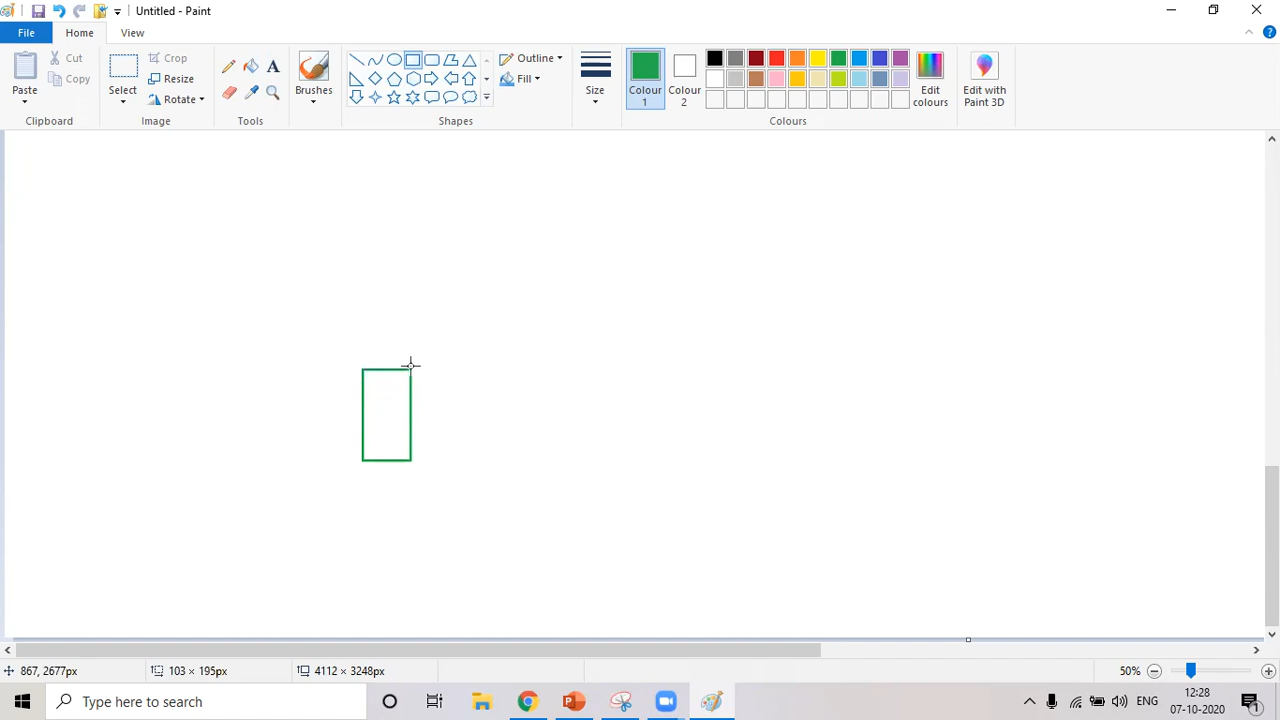 Untitled - Paint
File
Home
View
Paste
Cut
Copy
Clipboard
Select
Crop
Resize
Rotate
Image
A
Tools
Brushes
Outline
Fill
Shapes
Size
Colour
1
Colour
2
Edit
colours
Colours
Edit with
Paint 3D
867, 2677px
103 × 195px
4112 × 3248px
50%
Type here to search
ENG
12:28
07-10-2020
1